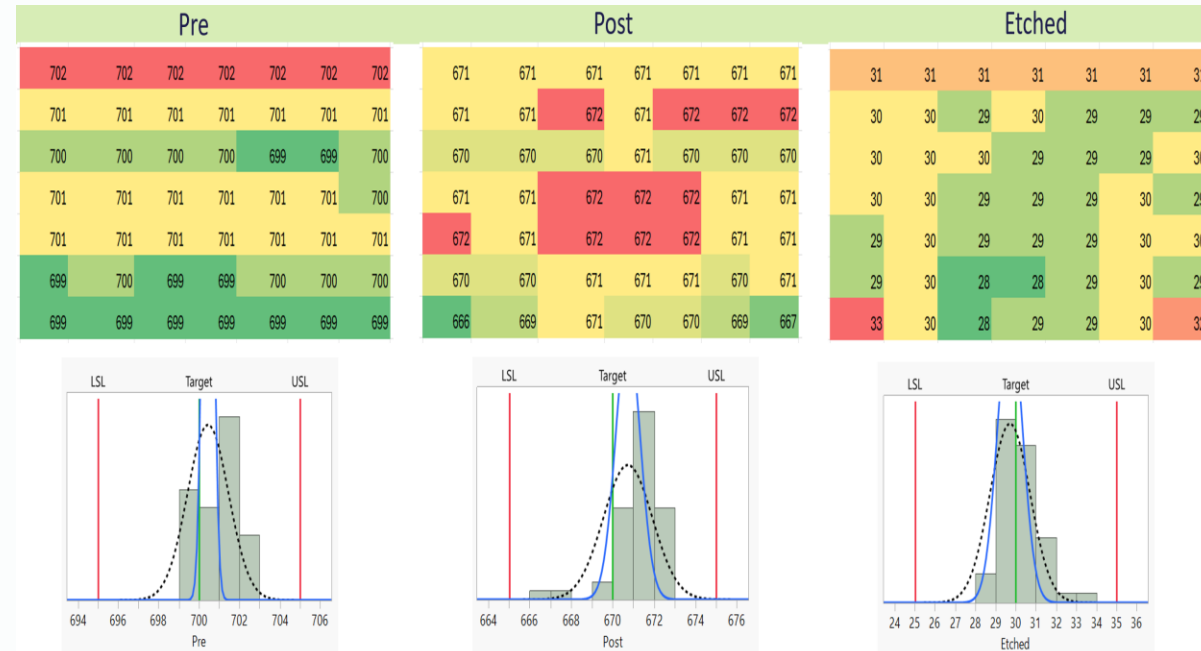 Pre Post Etched
702 702 702 702 702 702 702 671 671 671 671 671 671 671 31 31 31 31 31 31 31
701 701 701 701 701 701 701 671 671 672 671 672 672 672 30 30 29 30 29 29 29
700 700 700 700 699 699 700 670 670 670 671 670 670 670 30 30 30 29 29 29 30
701 701 701 701 701 701 700 671 671 672 672 672 671 671 30 30 29 29 29 30 29
701 701 701 701 701 701 701 672 671 672 672 672 671 671 29 30 29 29 29 30 30
699 700 699 699 700 700 700 670 670 671 671 671 670 671 29 30 28 28 29 30 29
699 699 699 699 699 699 699 666 669 671 670 670 669 667 33 30 28 29 29 30 32
LSL Target USL LSL Target USL LSL Target USL
694 696 698 700 702 704 706 664 666 668 670 672 674 676 24 25 26 27 28 29 30 31 32 33 34 35 36
Pre Post Etched